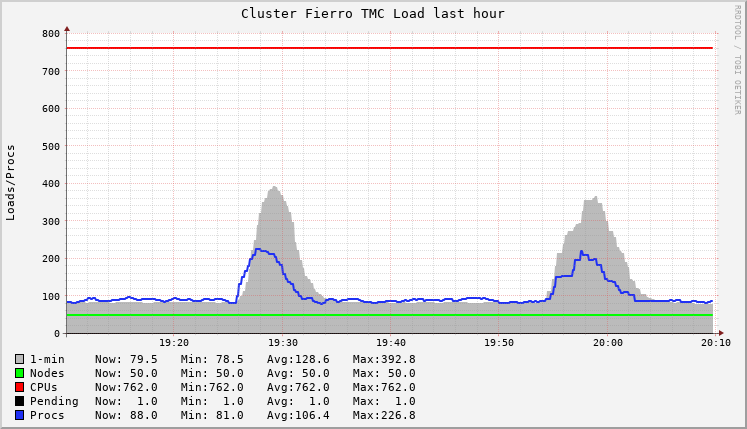 Cluster Fierro TMC Load last hour
RRDTOOL / TOBI OETIKER
Loads/Procs
800
700
600
500
400
300
200
100
0
19:20 19:30 19:40 19:50 20:00 20:10
1-min Now: 79.5 Min: 78.5 Avg:128.6 Max:392.8
Nodes Now: 50.0 Min: 50.0 Avg: 50.0 Max: 50.0
CPUs Now:762.0 Min:762.0 Avg:762.0 Max:762.0
Pending Now: 1.0 Min: 1.0 Avg: 1.0 Max: 1.0
Procs Now: 88.0 Min: 81.0 Avg:106.4 Max:226.8